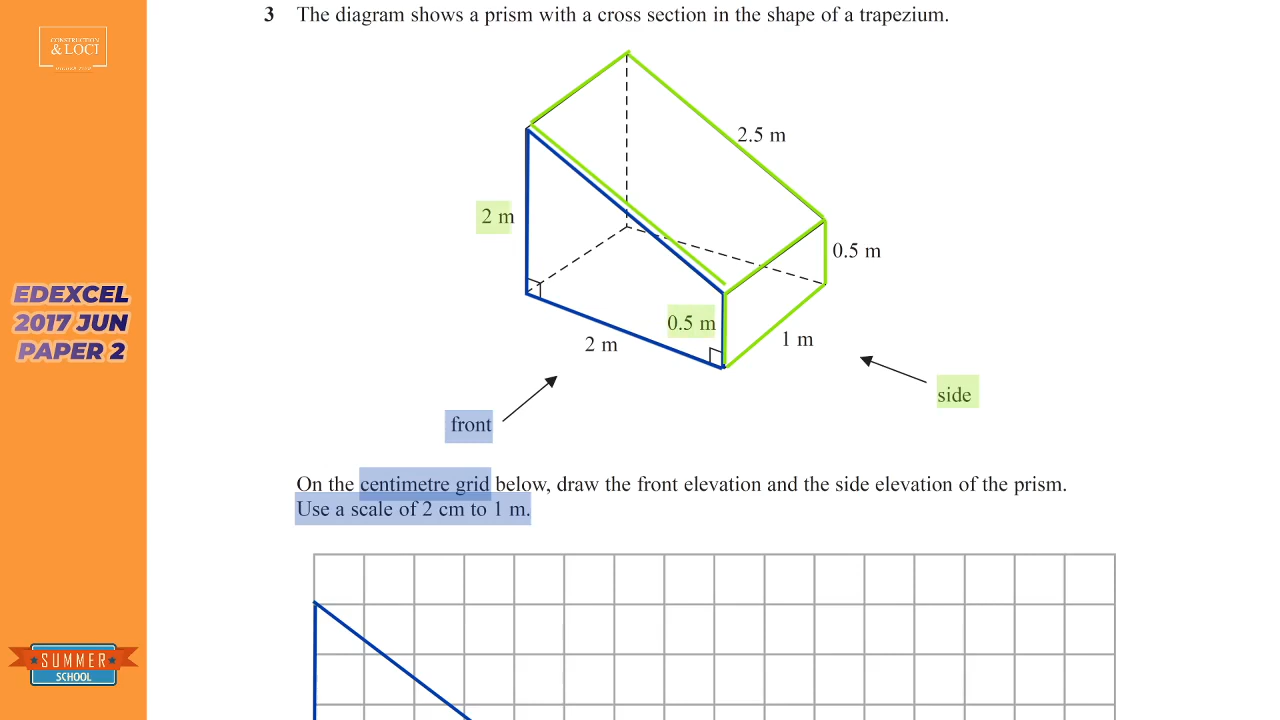 CONSTRUCTION
& LOCI
3 The diagram shows a prism with a cross section in the shape of a trapezium.
2.5 m
2 m
0.5 m
0.5 m
2 m
1 m
side
front
EDEXCEL
2017 JUN
PAPER 2
On the centimetre grid below, draw the front elevation and the side elevation of the prism.
Use a scale of 2 cm to 1 m.
SUMMER
SCHOOL